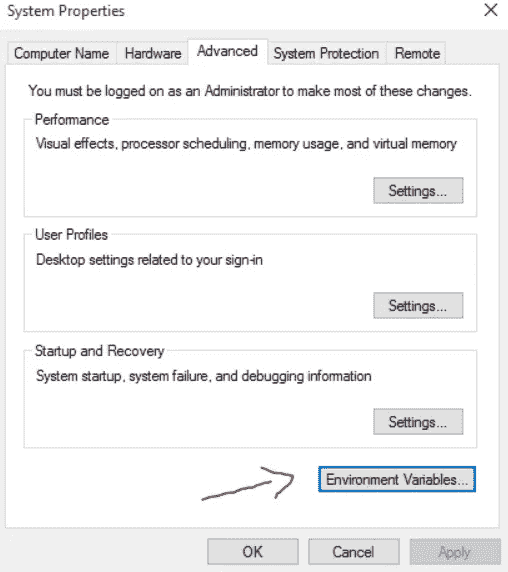 System Properties
Computer Name Hardware Advanced System Protection Remote
You must be logged on as an Administrator to make most of these changes.
Performance
Visual effects, processor scheduling, memory usage, and virtual memory
Settings...
User Profiles
Desktop settings related to your sign-in
Settings...
Startup and Recovery
System startup, system failure, and debugging information
Settings...
Environment Variables...
OK Cancel Apply